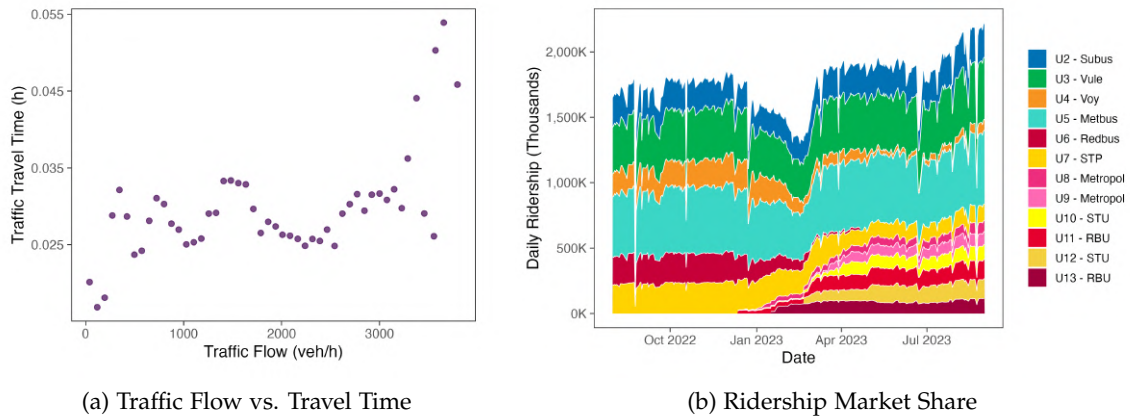 0.055
0.045
0.035
0.025
Traffic Travel Time (h)
0
1000
2000
3000
Traffic Flow (veh/h)
(a) Traffic Flow vs. Travel Time
2,000K
1,500K
1,000K
500K
0K
Daily Ridership (Thousands)
Oct 2022
Jan 2023
Apr 2023
Jul 2023
Date
U2 - Subus
U3 - Vule
U4 - Voy
U5 - Metbus
U6 - Redbus
U7 - STP
U8 - Metropol
U9 - Metropol
U10 - STU
U11 - RBU
U12 - STU
U13 - RBU
(b) Ridership Market Share